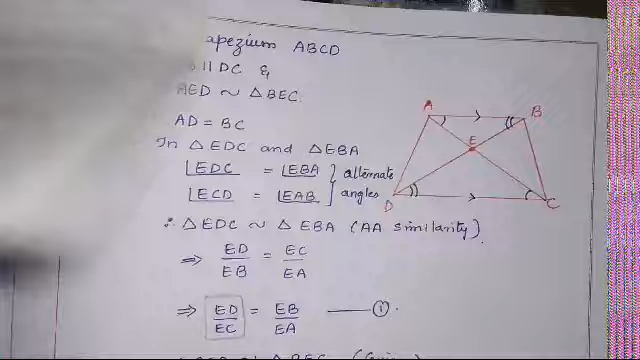 apezium ABCD
|| DC &
AED ~ △BEC
AD = BC
In △EDC and △EBA
∠EDC = ∠EBA } alternate
∠ECD = ∠EAB } angles
∴ △EDC ~ △EBA (AA similarity).
⇒ ED/EB = EC/EA
⇒ ED/EC = EB/EA —— ①.
A
B
E
D
C